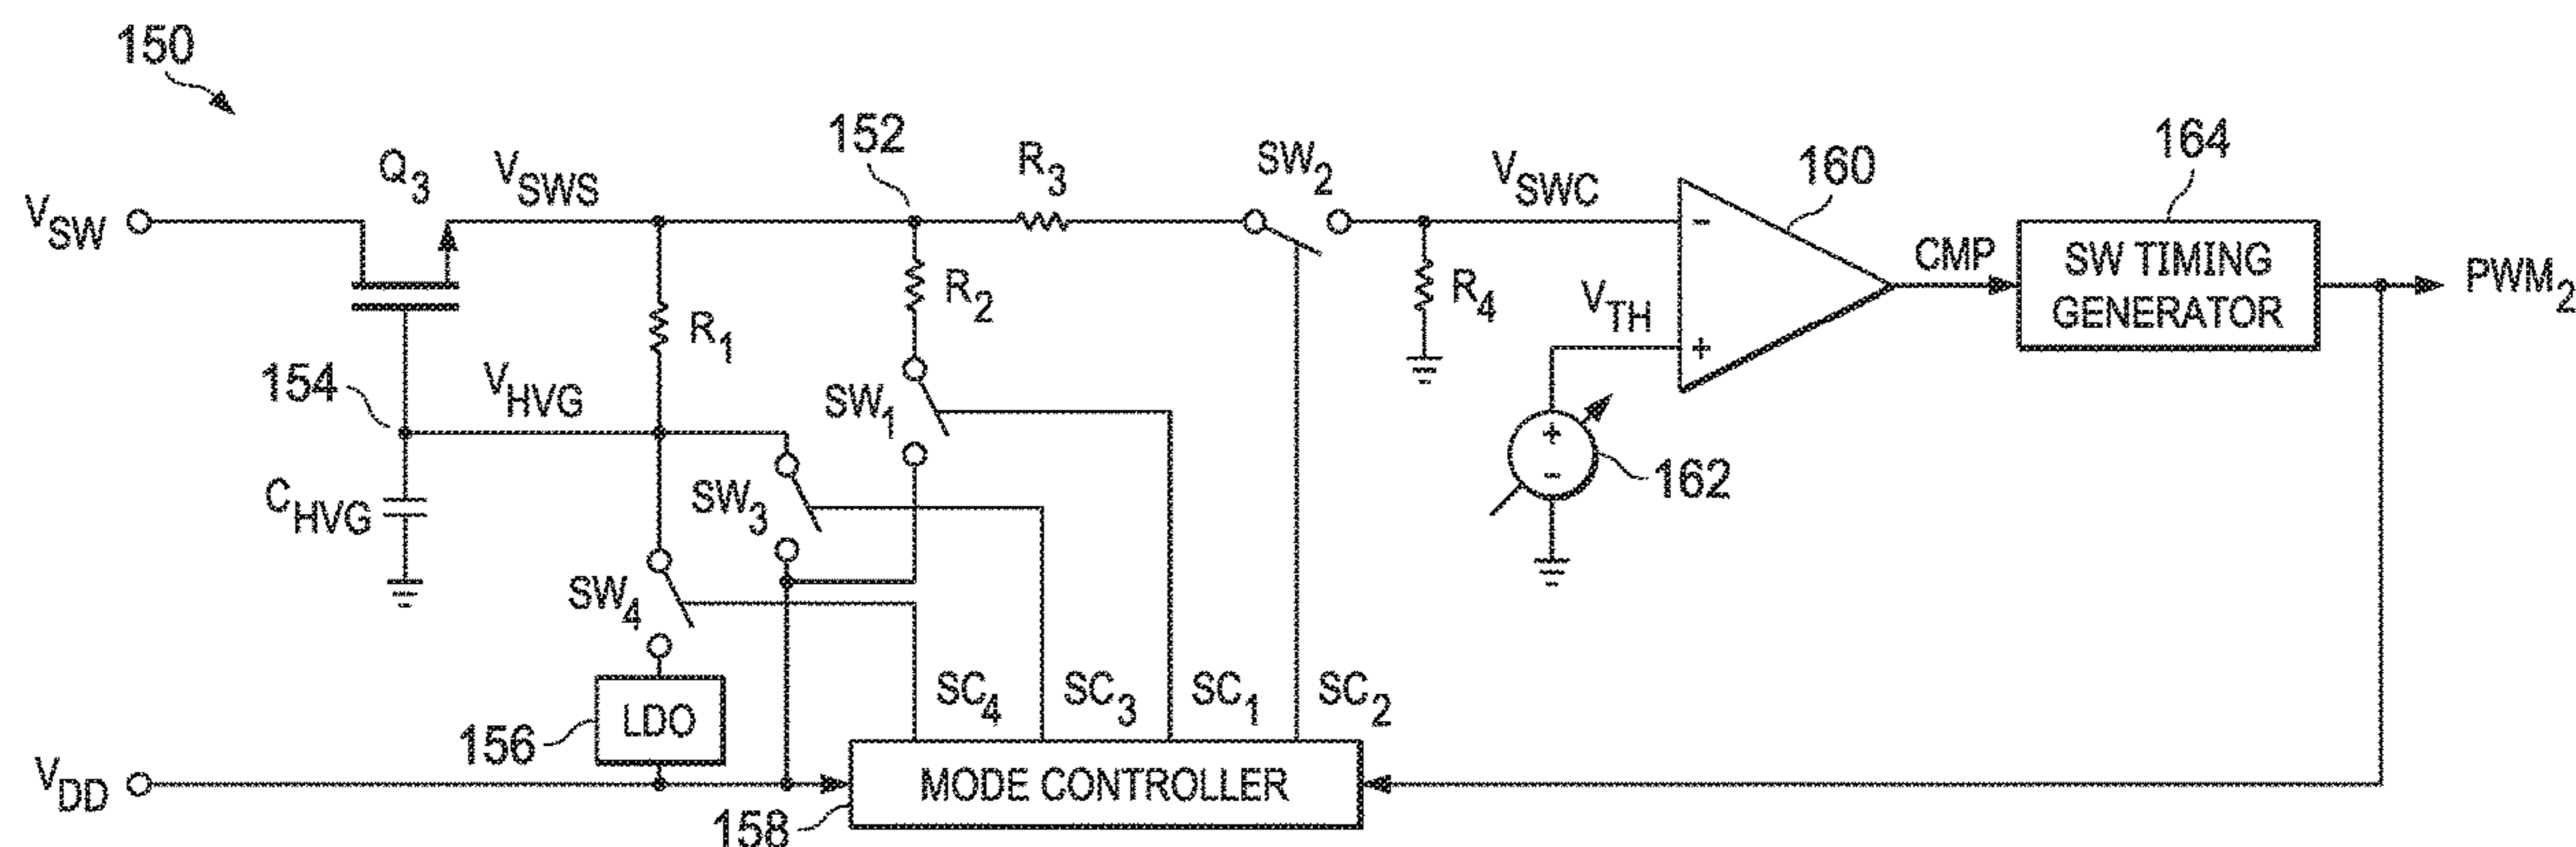 150
152
164
Q3
VSWS
R3
SW2
VSWC
160
VSW
R2
R4
CMP
SW TIMING
GENERATOR
PWM2
VTH
R1
154
VHVG
SW1
+
-
-
+
162
CHVG
SW3
SW4
SC4
SC3
SC1
SC2
156
LDO
VDD
MODE CONTROLLER
158